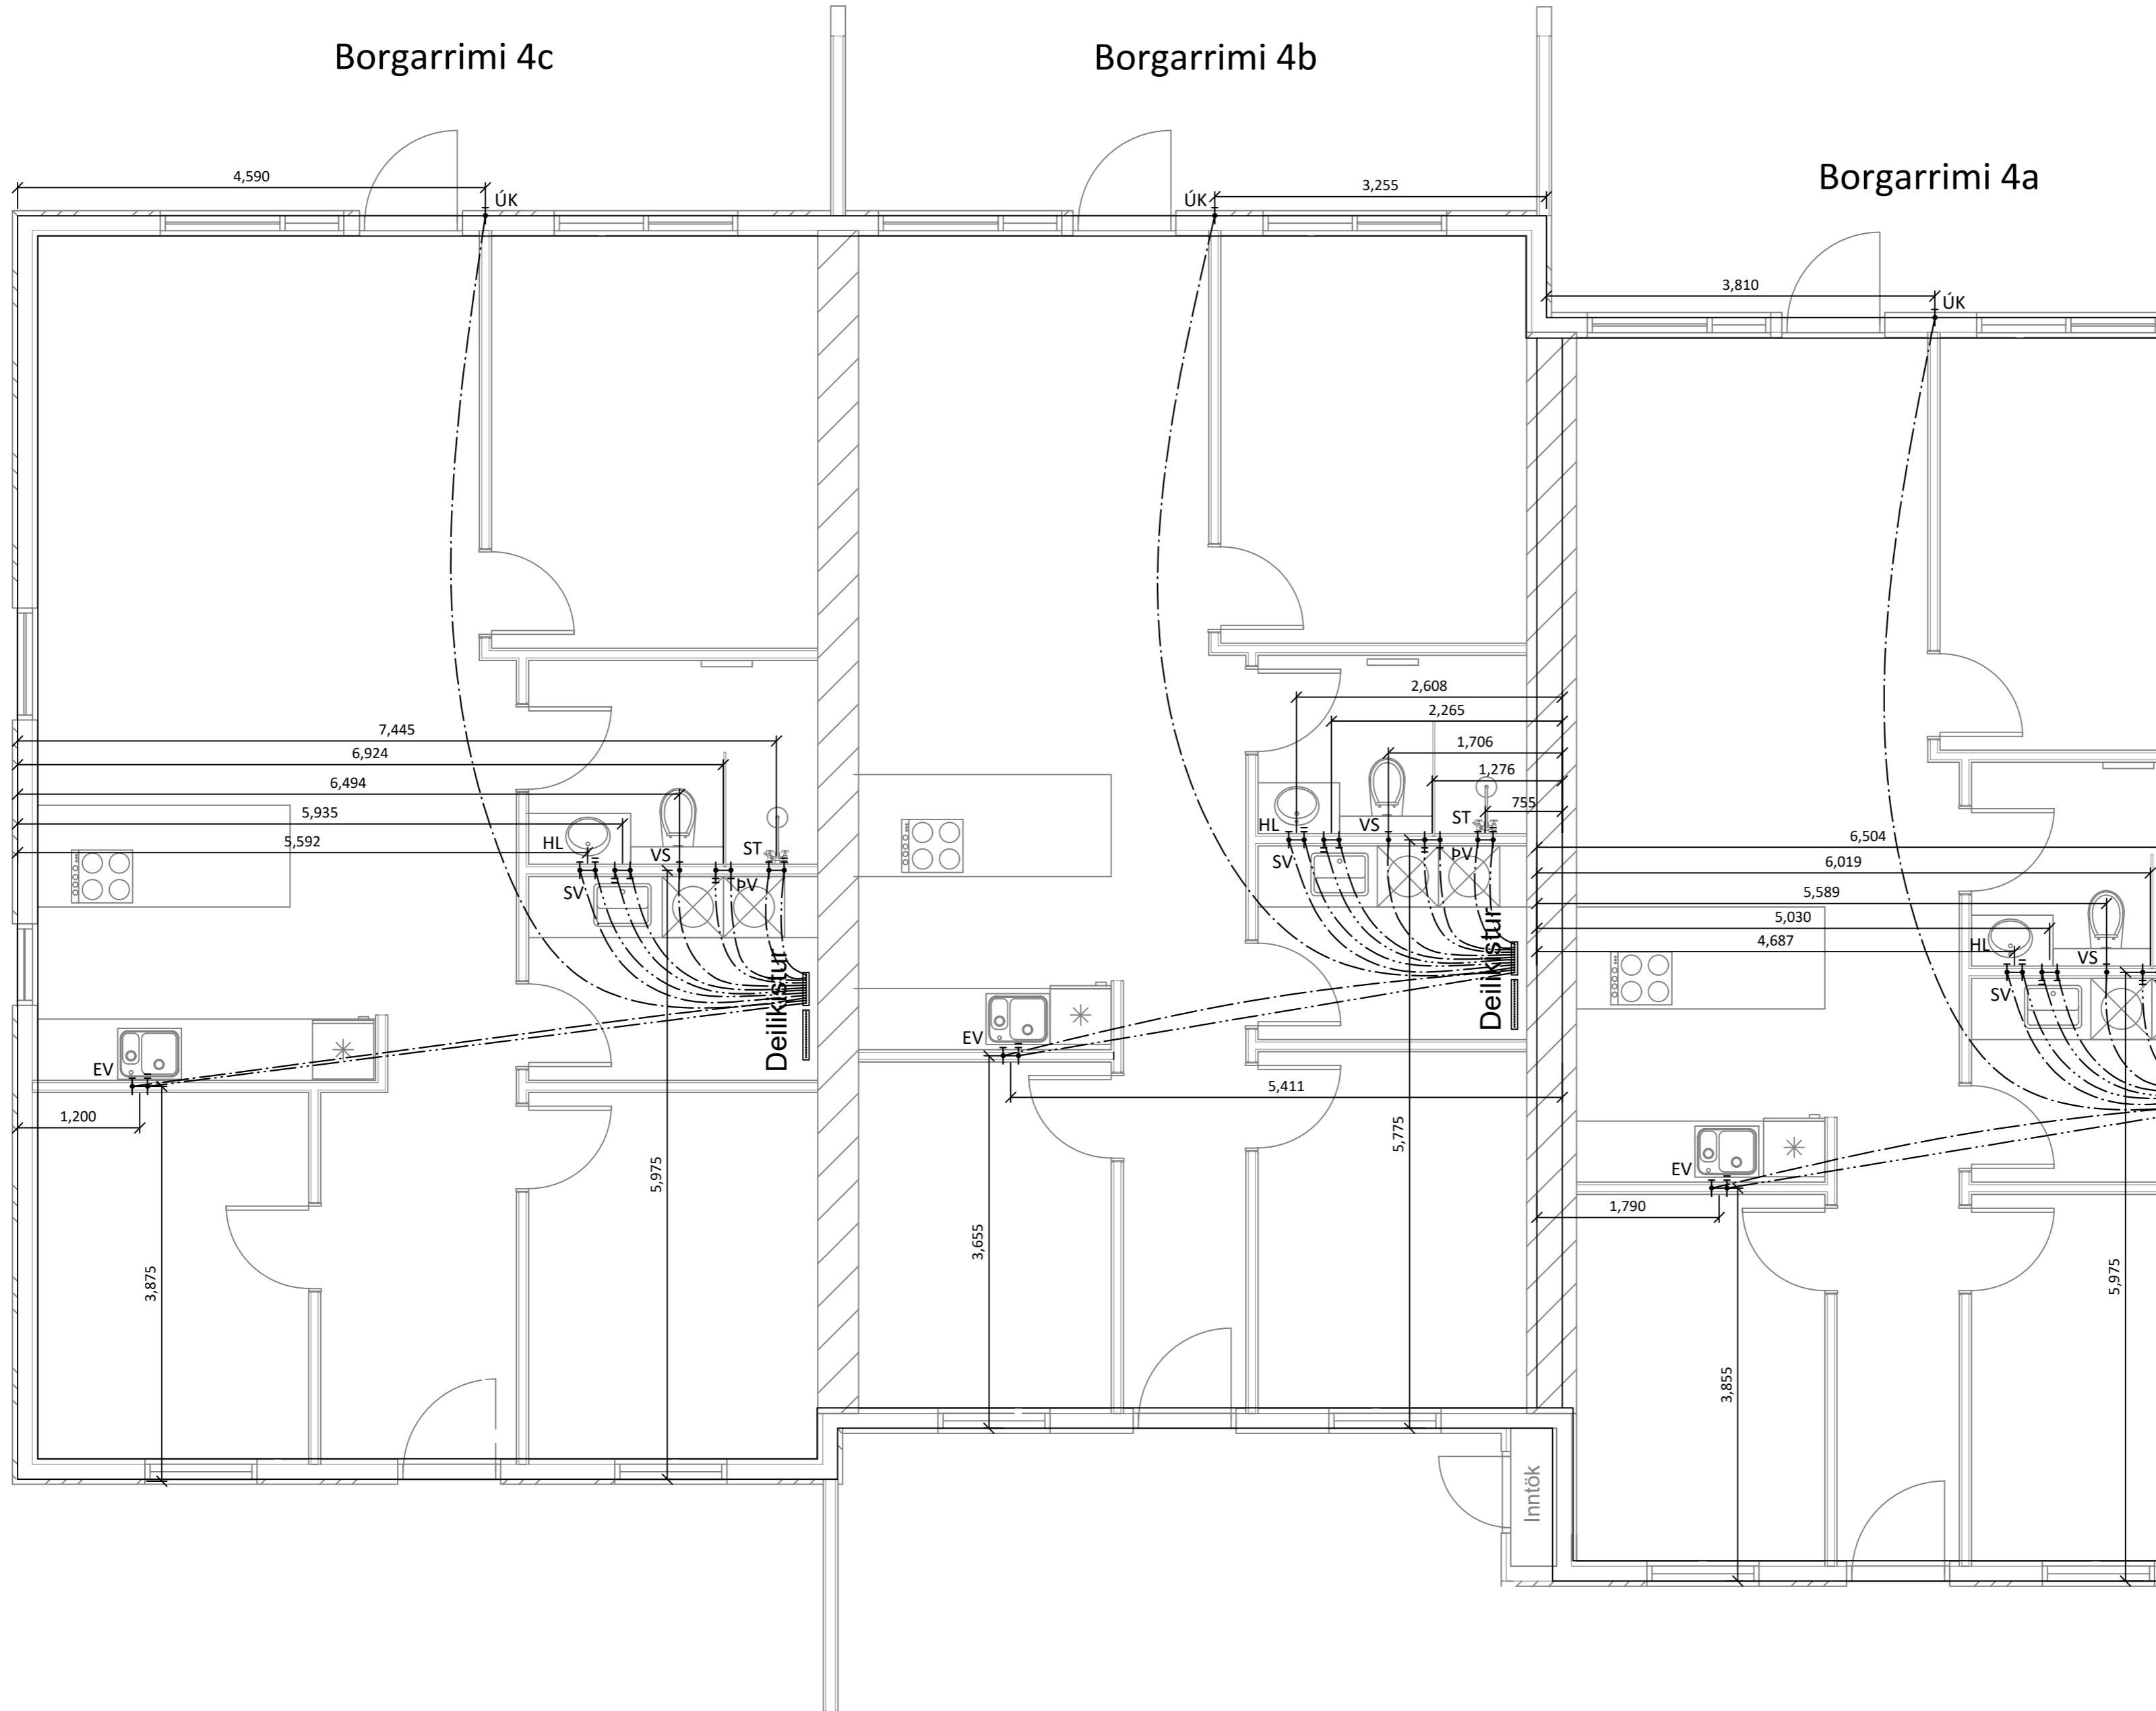 Borgarrimi 4c
Borgarrimi 4b
Borgarrimi 4a
4,590
ÚK
ÚK
3,255
3,810
ÚK
7,445
6,924
6,494
5,935
5,592
HL
VS
ST
SV
ÞV
Deilikistur
EV
1,200
3,875
5,975
2,608
2,265
1,706
1,276
755
HL
VS
ST
SV
ÞV
Deilikistur
EV
5,411
3,655
5,775
6,504
6,019
5,589
5,030
4,687
HL
VS
SV
EV
1,790
3,855
5,975
Inntök